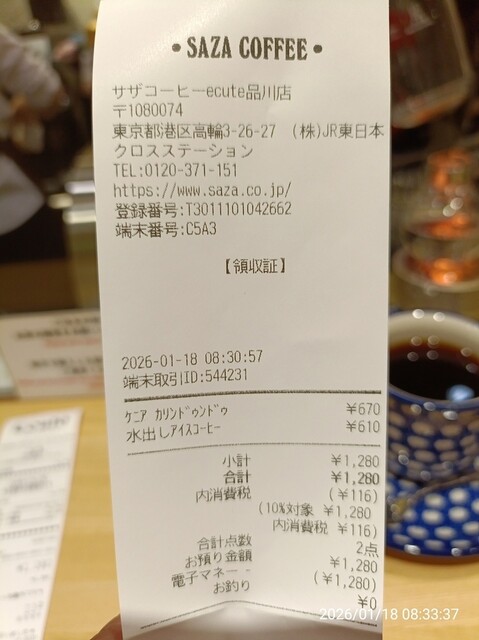 • SAZA COFFEE •
サザコーヒーecute品川店
〒1080074
東京都港区高輪3-26-27 (株)JR東日本
クロスステーション
TEL:0120-371-151
https://www.saza.co.jp/
登録番号:T3011101042662
端末番号:C5A3
【領収証】
2026-01-18 08:30:57
端末取引ID:544231
ケニア カリンドゥンドゥ ¥670
水出しアイスコーヒー ¥610
小計 ¥1,280
合計 ¥1,280
内消費税 (¥116)
(10%対象 ¥1,280
内消費税 ¥116)
合計点数 2点
お預り金額 ¥1,280
電子マネー (¥1,280)
お釣り ¥0
2026/01/18 08:33:37